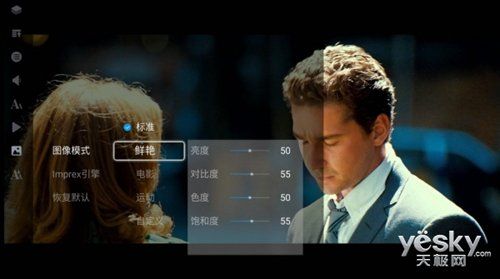 标准
图像模式 鲜艳 亮度 50
Imprex引擎 电影 对比度 55
恢复默认 运动 色度 50
自定义 饱和度 55
yësky
天极网